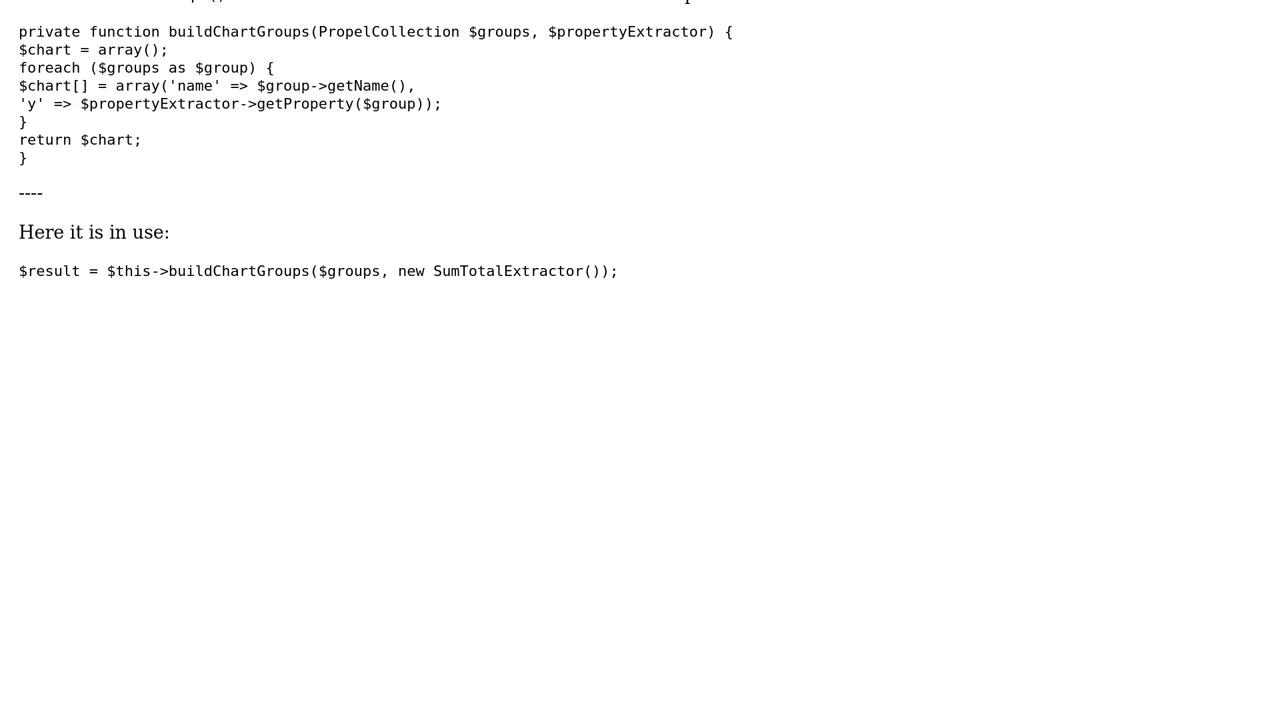 private function buildChartGroups(PropelCollection $groups, $propertyExtractor) {
$chart = array();
foreach ($groups as $group) {
$chart[] = array('name' => $group->getName(),
'y' => $propertyExtractor->getProperty($group));
}
return $chart;
}
----
Here it is in use:
$result = $this->buildChartGroups($groups, new SumTotalExtractor());